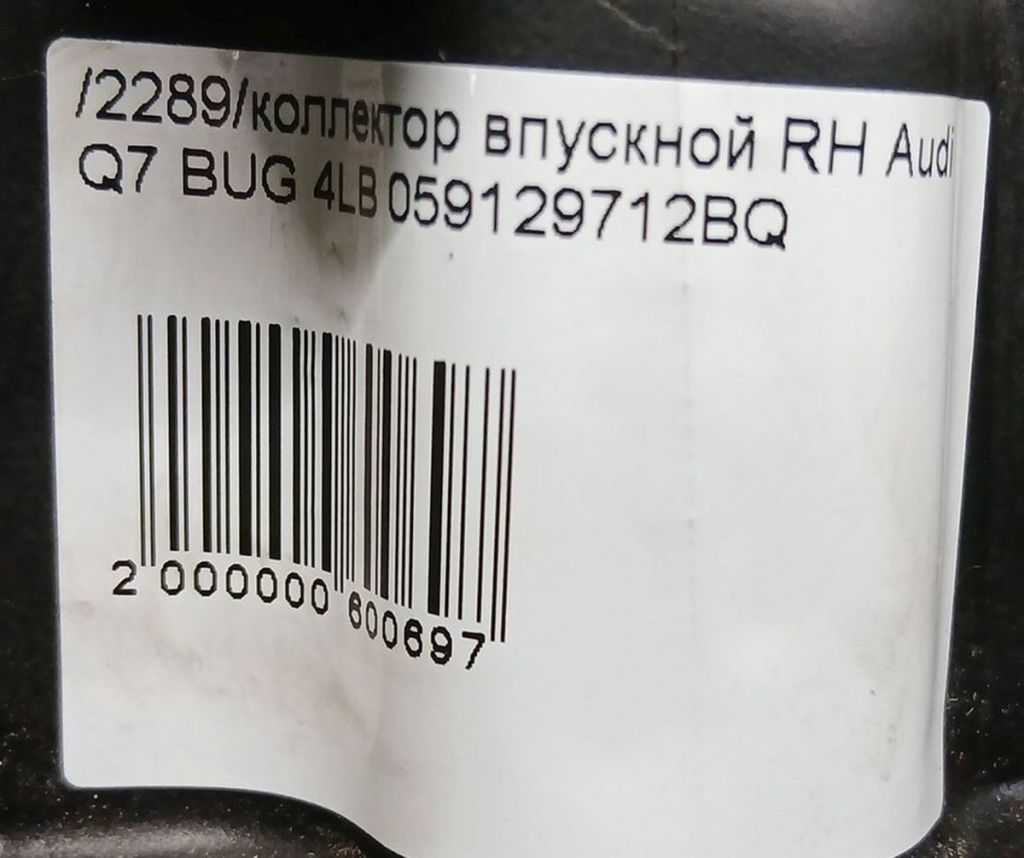 /2289/коллектор впускной RH Audi
Q7 BUG 4LB 059129712BQ
2 000000 600697